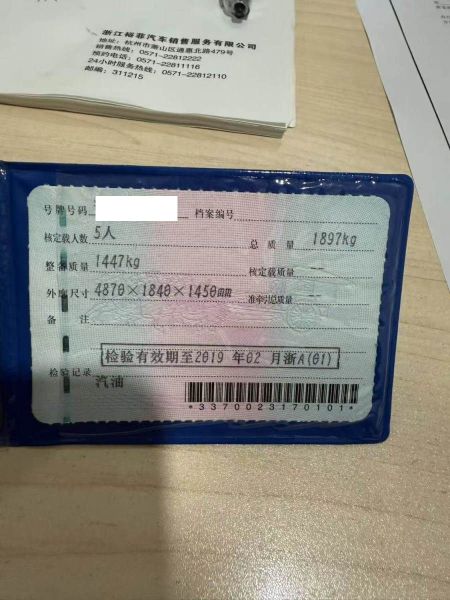 浙江裕菲汽车销售服务有限公司
地址：杭州市萧山区通惠北路479号
销售热线：0571-22812222
预约电话：0571-22811116
24小时服务热线：0571-22812110
邮编：311215
号牌号码 档案编号
核定载人数 5人 总质量 1897kg
整备质量 1447kg 核定载质量 --
外廓尺寸 4870×1840×1450mm 准牵引总质量 --
备注
检验有效期至2019年02月浙A(01)
检验记录
汽油
*3370023170101*